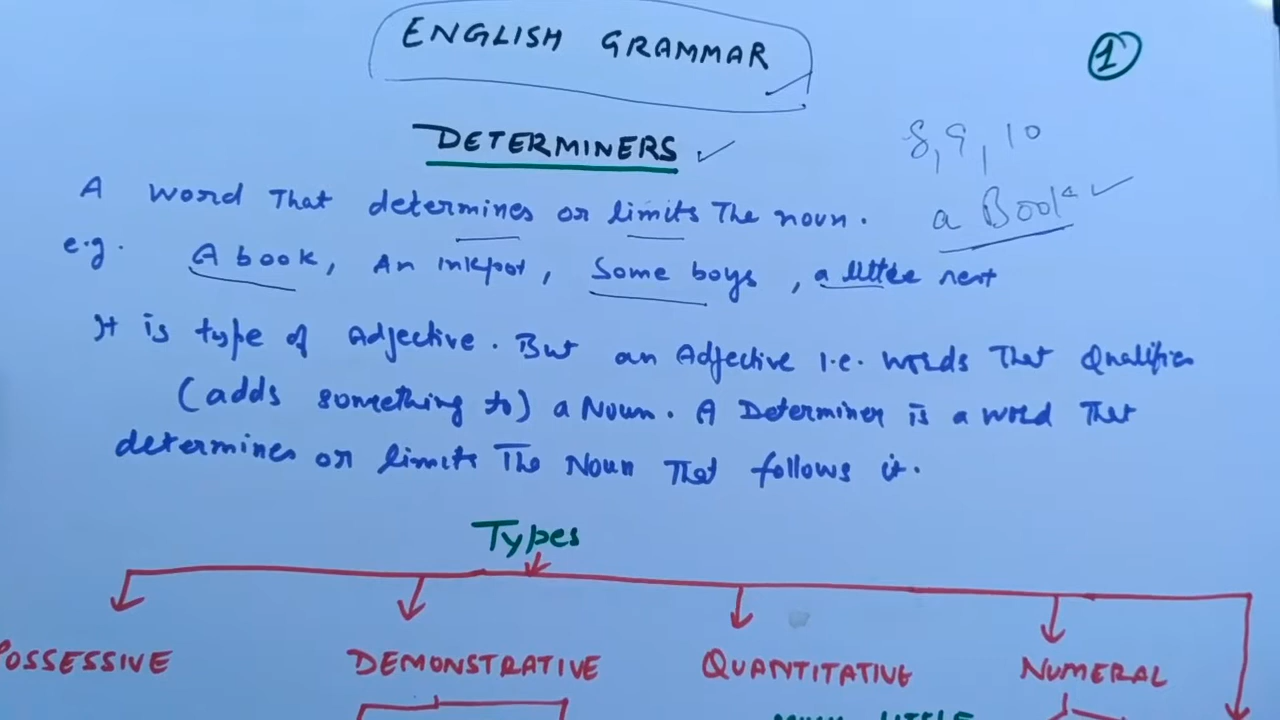 ENGLISH GRAMMAR
1
DETERMINERS
8, 9, 10
A word That determines or limits The noun.
a Book
e.g. A book, An Inkpot, Some boys, a little rest
It is type of Adjective. But an Adjective i.e. words That Qualifies
(adds something to) a Noun. A Determiner is a word That
determines or limits The Noun That follows it.
Types
POSSESSIVE DEMONSTRATIVE QUANTITATIVE NUMERAL